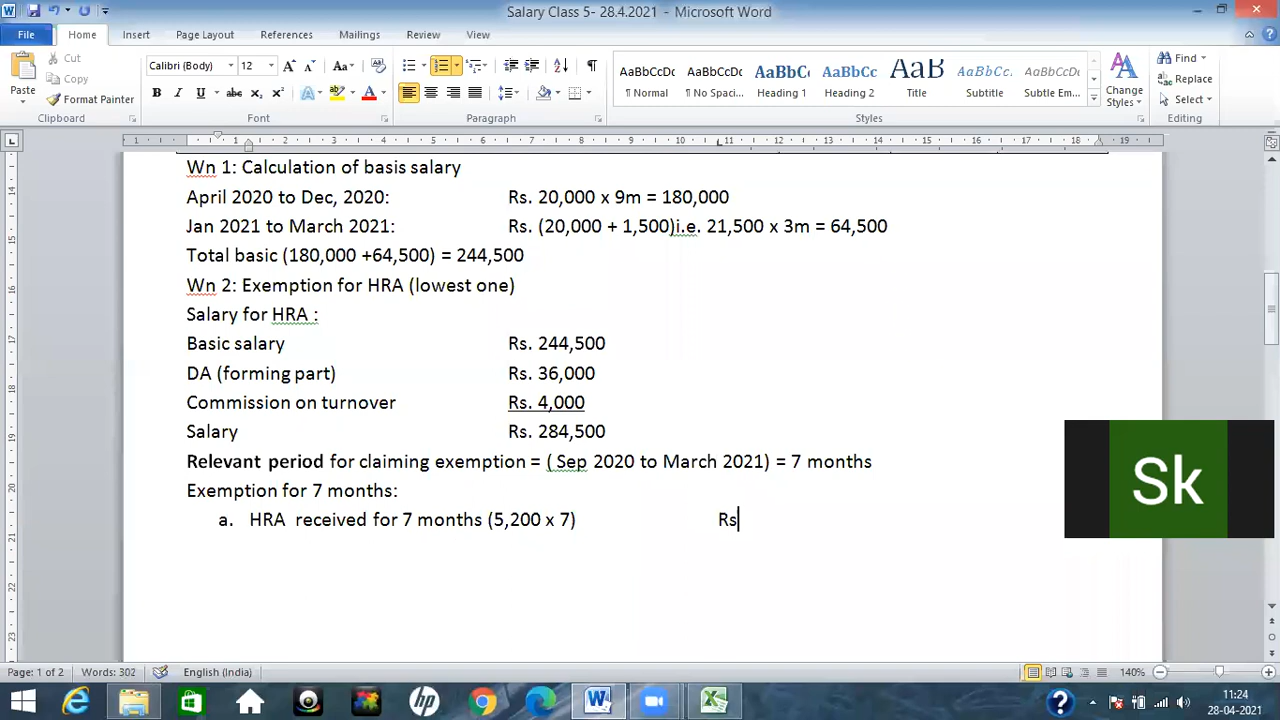 Salary Class 5- 28.4.2021 - Microsoft Word
File Home Insert Page Layout References Mailings Review View
Cut
Copy
Format Painter
Paste
Clipboard
Calibri (Body) 12
Font
Paragraph
AaBbCcDc AaBbCcDc AaBbC AaBbCc AaB AaBbCc. AaBbCcDc
¶ Normal ¶ No Spaci... Heading 1 Heading 2 Title Subtitle Subtle Em...
Styles
Change Styles
Find
Replace
Select
Editing
Wn 1: Calculation of basis salary
April 2020 to Dec, 2020: Rs. 20,000 x 9m = 180,000
Jan 2021 to March 2021: Rs. (20,000 + 1,500)i.e. 21,500 x 3m = 64,500
Total basic (180,000 +64,500) = 244,500
Wn 2: Exemption for HRA (lowest one)
Salary for HRA :
Basic salary Rs. 244,500
DA (forming part) Rs. 36,000
Commission on turnover Rs. 4,000
Salary Rs. 284,500
Relevant period for claiming exemption = ( Sep 2020 to March 2021) = 7 months
Exemption for 7 months:
a. HRA received for 7 months (5,200 x 7) Rs
Sk
Page: 1 of 2 Words: 302 English (India) 140%
11:24
28-04-2021